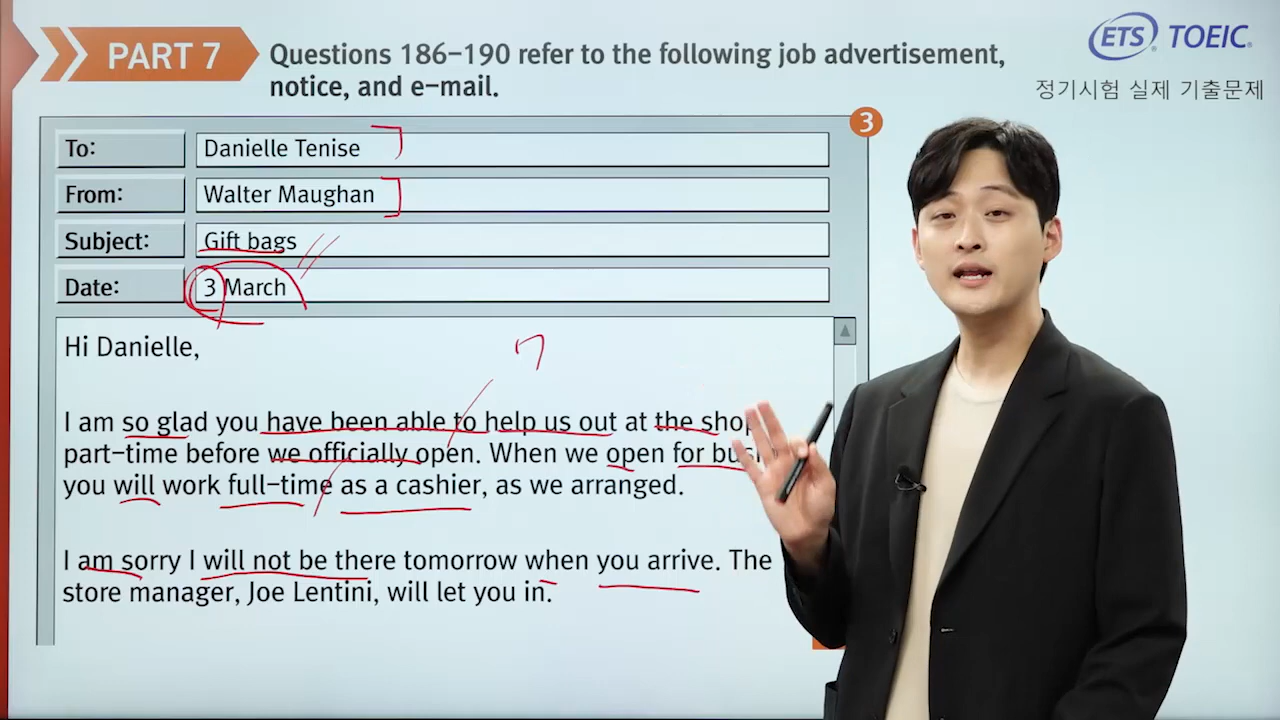 PART 7
Questions 186-190 refer to the following job advertisement,
notice, and e-mail.
ETS TOEIC
정기시험 실제 기출문제
3
To: Danielle Tenise
From: Walter Maughan
Subject: Gift bags
Date: 3 March
Hi Danielle,
I am so glad you have been able to help us out at the shop
part-time before we officially open. When we open for
you will work full-time as a cashier, as we arranged.
I am sorry I will not be there tomorrow when you arrive. The
store manager, Joe Lentini, will let you in.